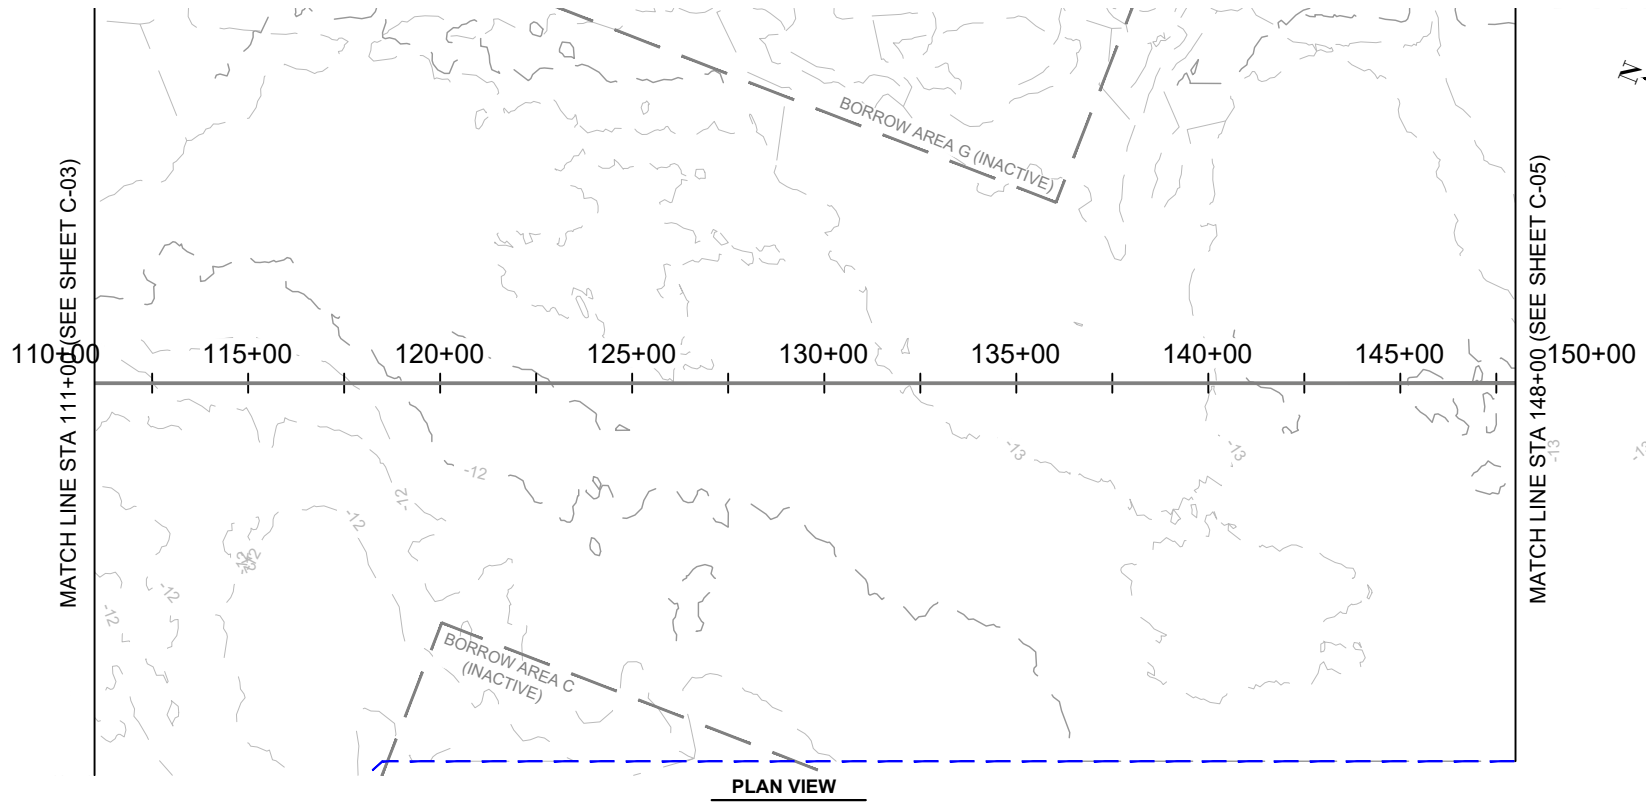 N
BORROW AREA G (INACTIVE)
MATCH LINE STA 111+00 (SEE SHEET C-03)
MATCH LINE STA 148+00 (SEE SHEET C-05)
110+00
115+00
120+00
125+00
130+00
135+00
140+00
145+00
150+00
-13
-13
-13
-13
-12
-12
-12
-12
-12
-12
-12
BORROW AREA C
(INACTIVE)
PLAN VIEW